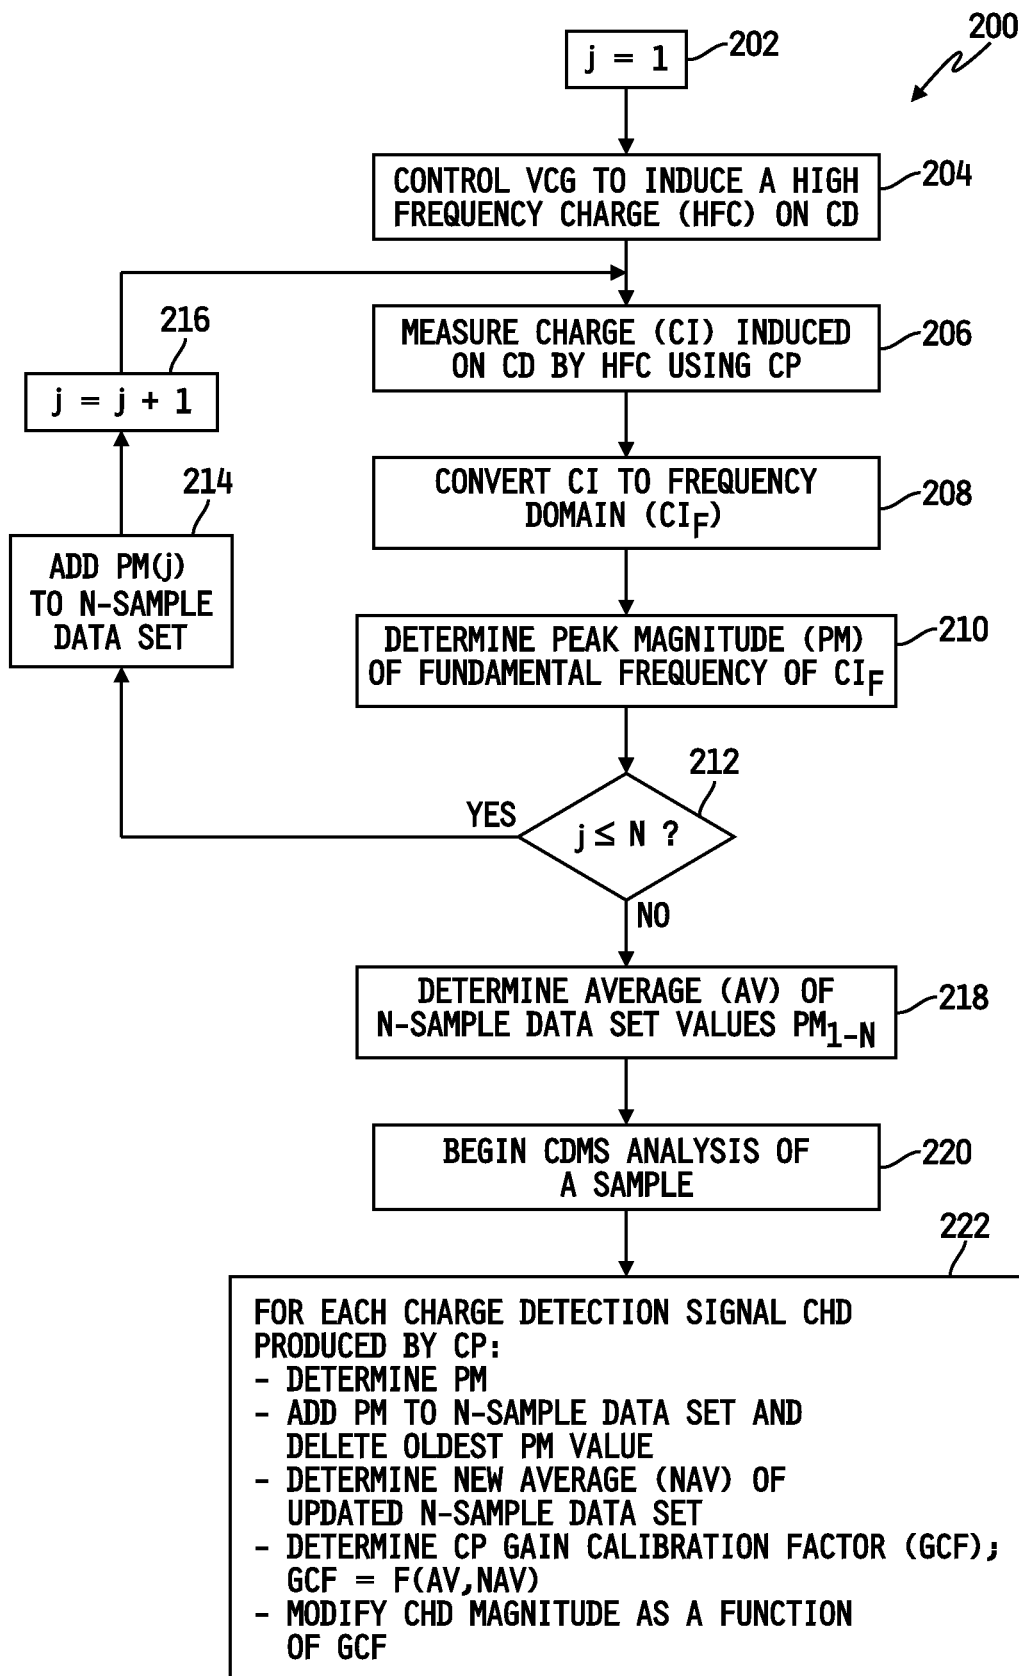 200
j = 1
202
CONTROL VCG TO INDUCE A HIGH
FREQUENCY CHARGE (HFC) ON CD
204
MEASURE CHARGE (CI) INDUCED
ON CD BY HFC USING CP
206
216
j = j + 1
CONVERT CI TO FREQUENCY
DOMAIN (CIF)
208
214
ADD PM(j)
TO N-SAMPLE
DATA SET
DETERMINE PEAK MAGNITUDE (PM)
OF FUNDAMENTAL FREQUENCY OF CIF
210
212
YES
j ≤ N ?
NO
DETERMINE AVERAGE (AV) OF
N-SAMPLE DATA SET VALUES PM1-N
218
BEGIN CDMS ANALYSIS OF
A SAMPLE
220
222
FOR EACH CHARGE DETECTION SIGNAL CHD
PRODUCED BY CP:
- DETERMINE PM
- ADD PM TO N-SAMPLE DATA SET AND
DELETE OLDEST PM VALUE
- DETERMINE NEW AVERAGE (NAV) OF
UPDATED N-SAMPLE DATA SET
- DETERMINE CP GAIN CALIBRATION FACTOR (GCF);
GCF = F(AV,NAV)
- MODIFY CHD MAGNITUDE AS A FUNCTION
OF GCF